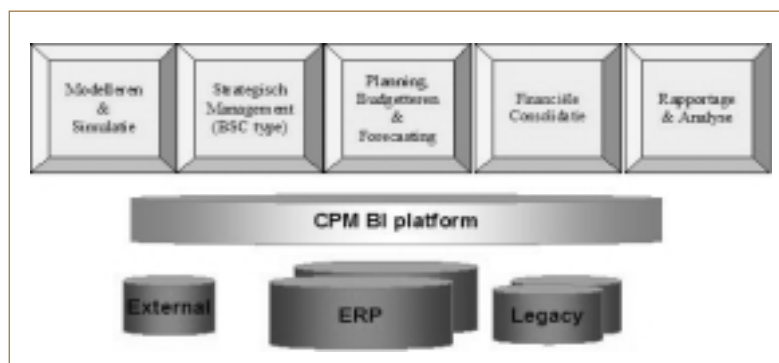 Modelleren
&
Simulatie
Strategisch
Management
(BSC type)
Planning,
Budgetteren
&
Forecasting
Financiële
Consolidatie
Rapportage
& Analyse
CPM BI platform
External
ERP
Legacy